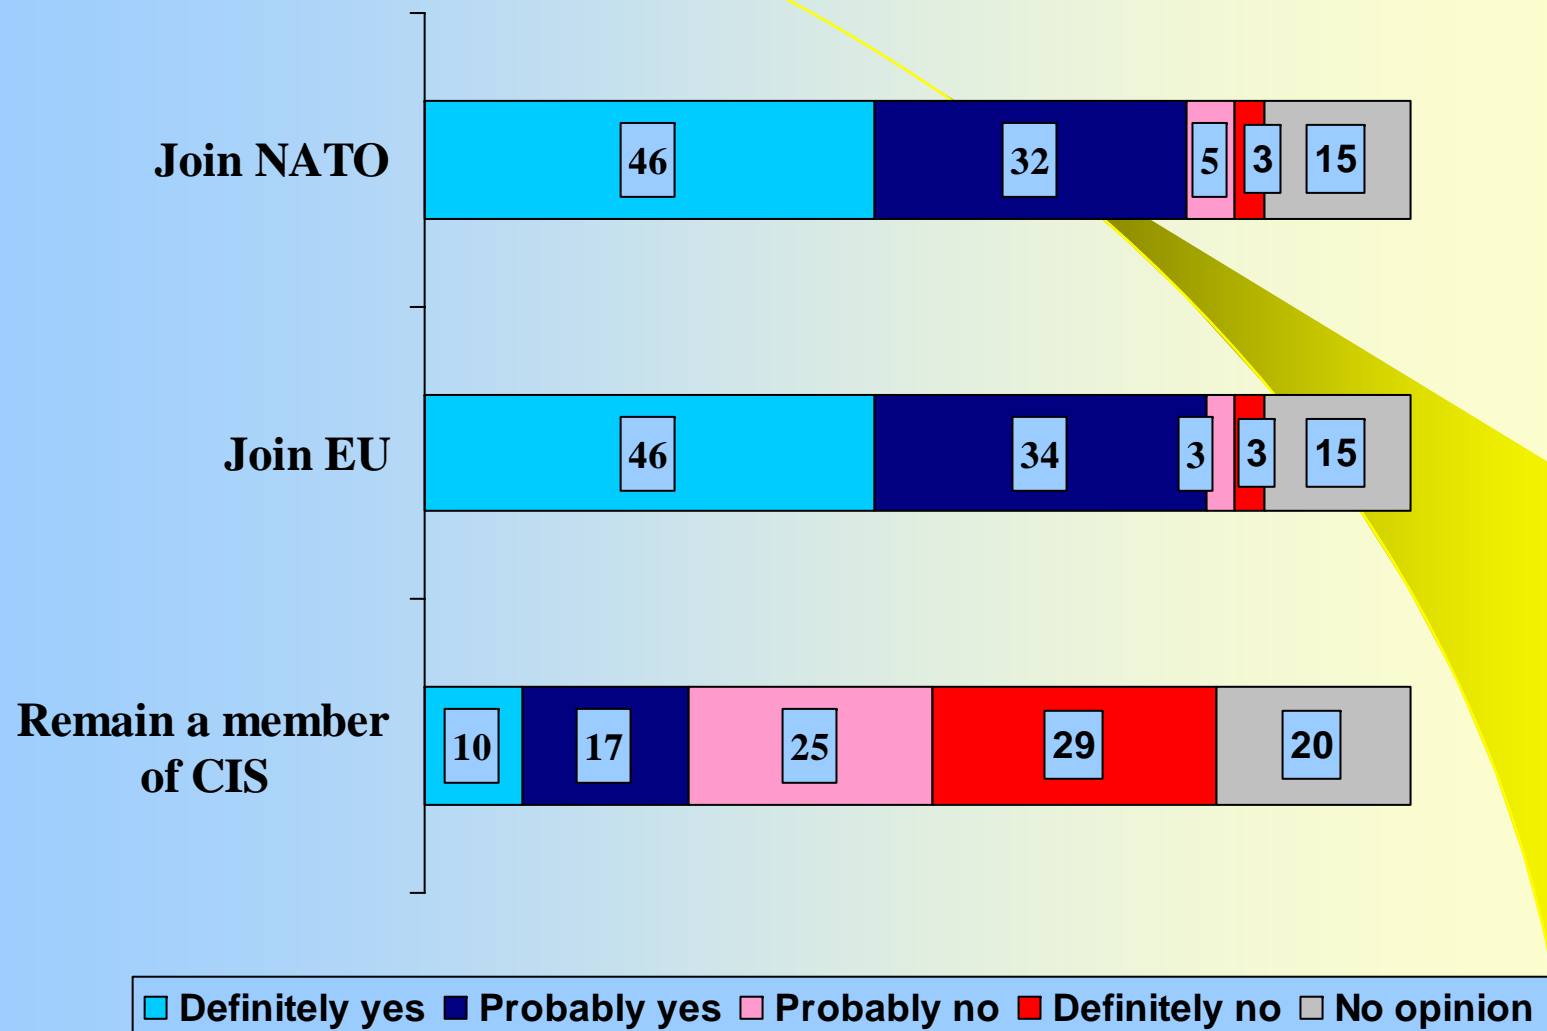 Join NATO
46 32 5 3 15
Join EU
46 34 3 3 15
Remain a member
of CIS
10 17 25 29 20
Definitely yes Probably yes Probably no Definitely no No opinion